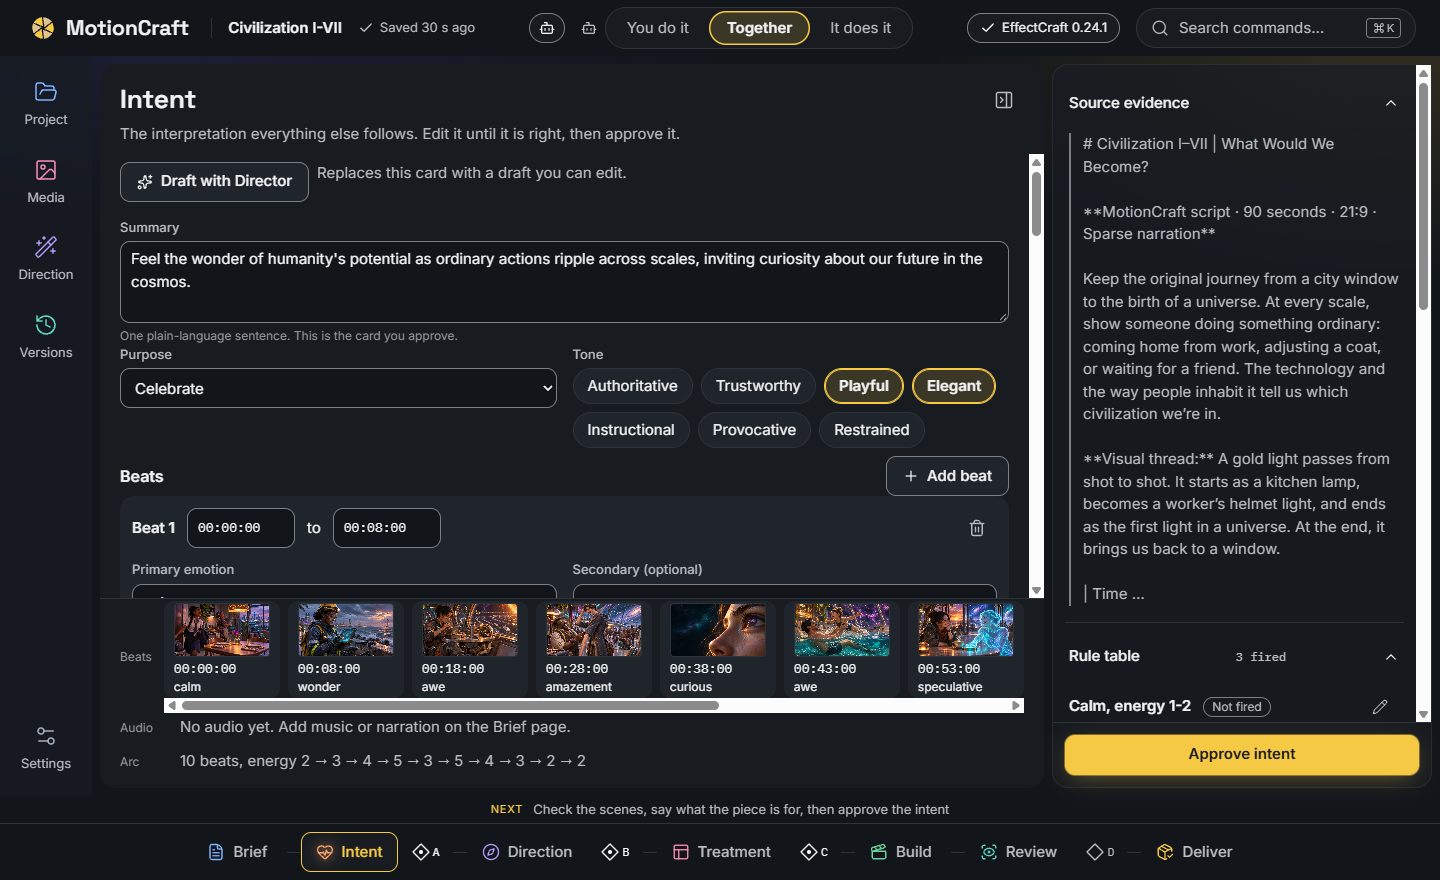 MotionCraft
Civilization I-VII
Saved 30 s ago
You do it
Together
It does it
EffectCraft 0.24.1
Search commands...
⌘K
Project
Media
Direction
Versions
Settings
Intent
The interpretation everything else follows. Edit it until it is right, then approve it.
Draft with Director
Replaces this card with a draft you can edit.
Summary
Feel the wonder of humanity's potential as ordinary actions ripple across scales, inviting curiosity about our future in the
cosmos.
One plain-language sentence. This is the card you approve.
Purpose
Celebrate
Tone
Authoritative
Trustworthy
Playful
Elegant
Instructional
Provocative
Restrained
Beats
+ Add beat
Beat 1
00:00:00
to
00:08:00
Primary emotion
Secondary (optional)
Beats
00:00:00
calm
00:08:00
wonder
00:18:00
awe
00:28:00
amazement
00:38:00
curious
00:43:00
awe
00:53:00
speculative
Audio
No audio yet. Add music or narration on the Brief page.
Arc
10 beats, energy 2 → 3 → 4 → 5 → 3 → 5 → 4 → 3 → 2 → 2
Source evidence
# Civilization I–VII | What Would We
Become?
**MotionCraft script · 90 seconds · 21:9 ·
Sparse narration**
Keep the original journey from a city window
to the birth of a universe. At every scale,
show someone doing something ordinary:
coming home from work, adjusting a coat,
or waiting for a friend. The technology and
the way people inhabit it tell us which
civilization we’re in.
**Visual thread:** A gold light passes from
shot to shot. It starts as a kitchen lamp,
becomes a worker’s helmet light, and ends
as the first light in a universe. At the end, it
brings us back to a window.
| Time ...
Rule table
3 fired
Calm, energy 1-2
Not fired
Approve intent
NEXT
Check the scenes, say what the piece is for, then approve the intent
Brief
Intent
A
Direction
B
Treatment
C
Build
Review
D
Deliver